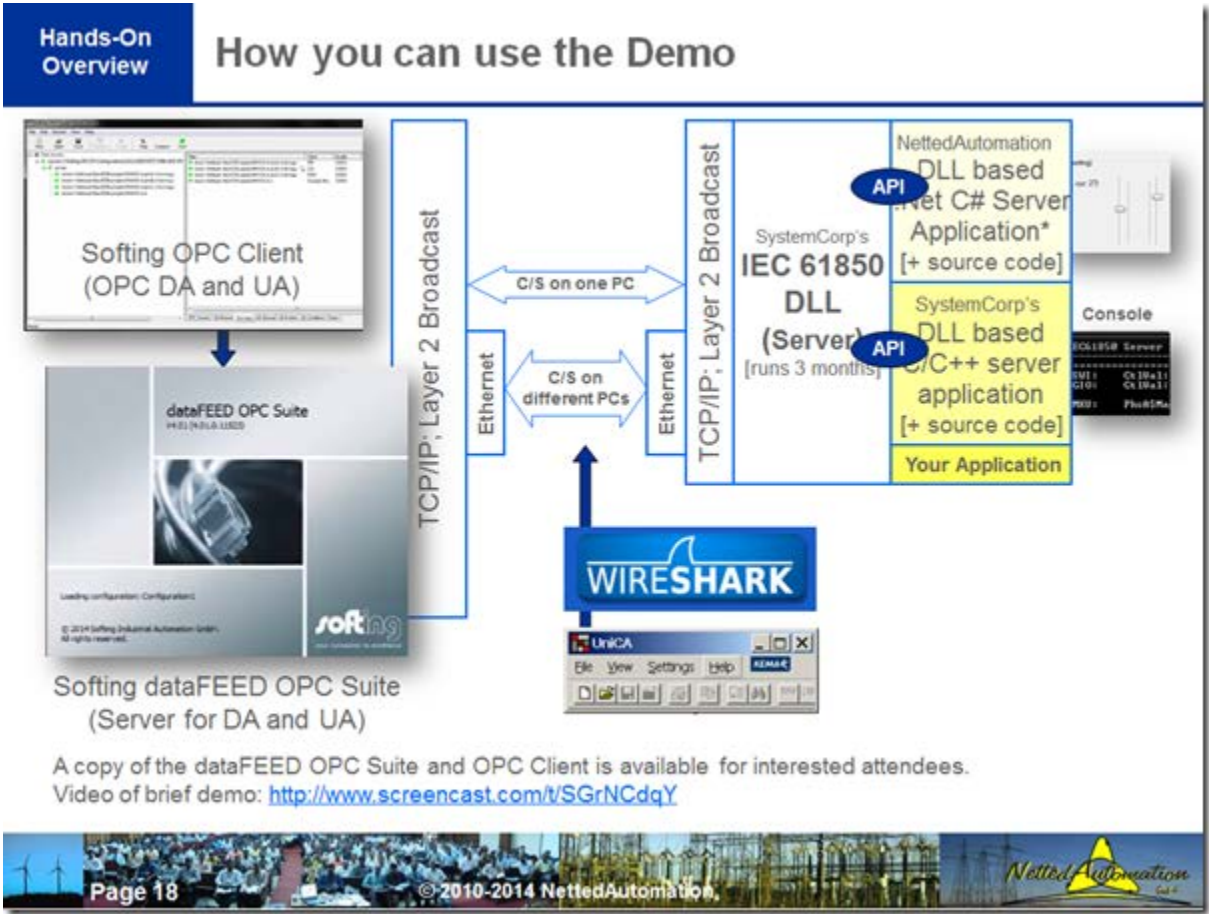 Hands-On
Overview
How you can use the Demo
Softing OPC Client
(OPC DA and UA)
dataFEED OPC Suite
Loading configuration: Configuration1
© 2014 Softing Industrial Automation GmbH.
All rights reserved.
softing
Softing dataFEED OPC Suite
(Server for DA and UA)
TCP/IP; Layer 2 Broadcast
Ethernet
C/S on one PC
C/S on
different PCs
Ethernet
TCP/IP; Layer 2 Broadcast
SystemCorp's
IEC 61850
DLL
(Server)
[runs 3 months]
API
API
NettedAutomation
DLL based
.Net C# Server
Application*
[+ source code]
SystemCorp's
DLL based
C/C++ server
application
[+ source code]
Your Application
Console
IEC61850 Server
WIRESHARK
UniCA
File View Settings Help
KEMA
A copy of the dataFEED OPC Suite and OPC Client is available for interested attendees.
Video of brief demo: http://www.screencast.com/t/SGrNCdqY
Page 18
© 2010-2014 NettedAutomation
NettedAutomation